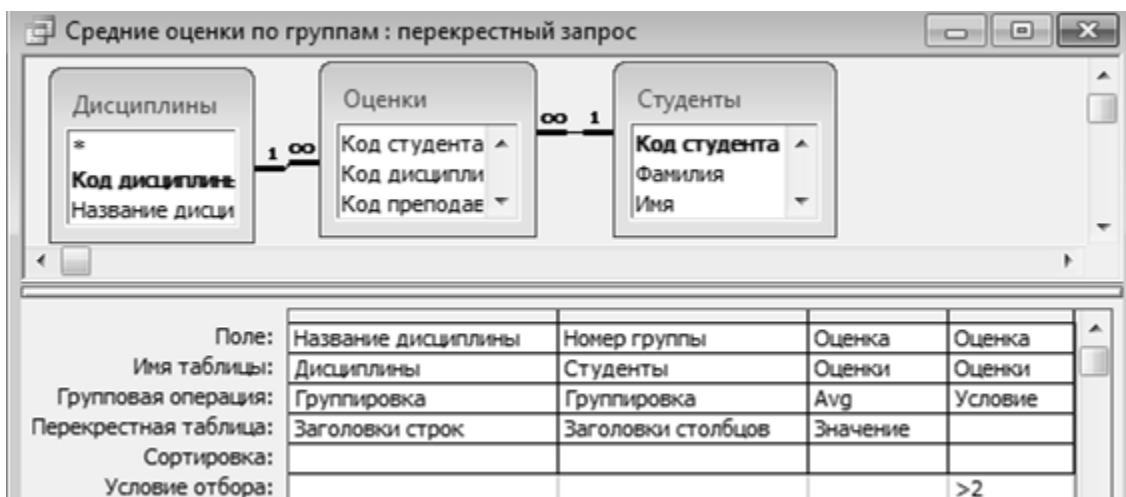 Средние оценки по группам : перекрестный запрос
Дисциплины
*
Код дисциплинь
Название дисци
1 ∞
Оценки
Код студента
Код дисципли
Код преподає
∞ 1
Студенты
Код студента
Фамилия
Имя
Поле: Название дисциплины Номер группы Оценка Оценка
Имя таблицы: Дисциплины Студенты Оценки Оценки
Групповая операция: Группировка Группировка Avg Условие
Перекрестная таблица: Заголовки строк Заголовки столбцов Значение
Сортировка:
Условие отбора: >2